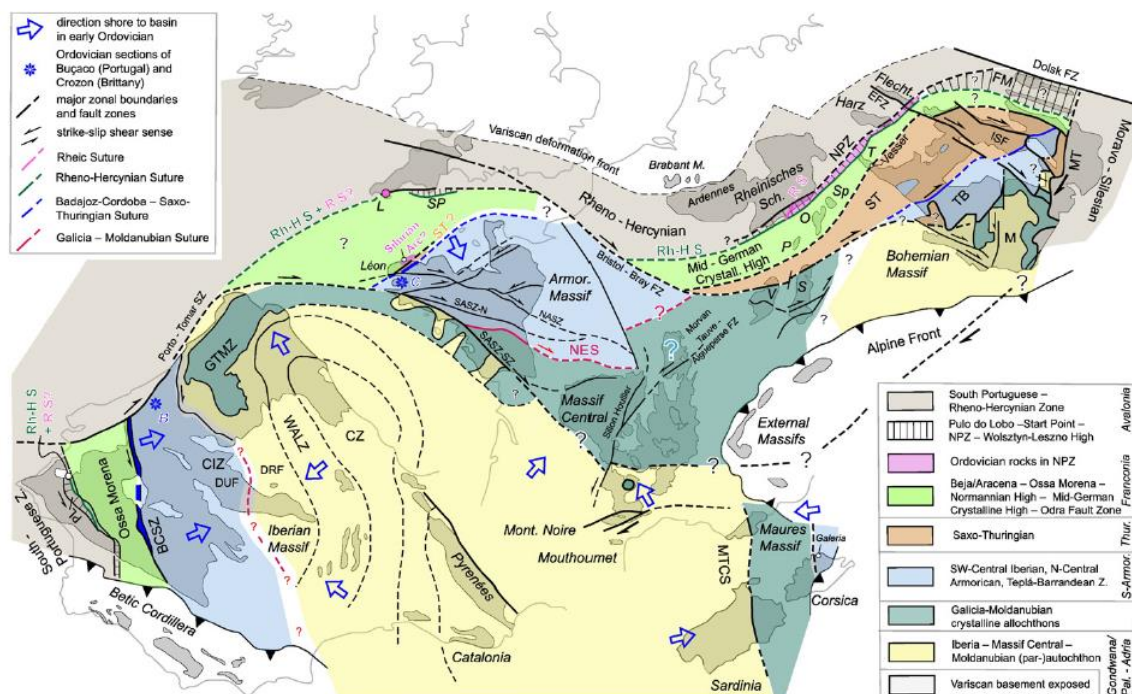 direction shore to basin
in early Ordovician
Ordovician sections of
Buçaco (Portugal) and
Crozon (Brittany)
major zonal boundaries
and fault zones
strike-slip shear sense
Rheic Suture
Rheno-Hercynian Suture
Badajoz-Cordoba – Saxo-
Thuringian Suture
Galicia – Moldanubian Suture
Variscan deformation front
Brabant M.
Ardennes
Rheinisches
Sch.
R S
Rheno - Hercynian
Harz
Flecht.
EFZ
FM
?
?
Dolsk FZ
NPZ
T
Vesser
ISF
MT
Moravo - Silesian
ST
Sp
O
P
TB
M
?
Bohemian
Massif
Rh-H S + R S?
L
SP
?
?
Silurian
Arc?
ST?
Léon
C
Armor.
Massif
Bristol - Bray FZ
Rh-H S
Mid - German
Crystall. High
SASZ-N
NASZ
SASZ SZ
NES
?
?
Morvan
Tauve -
Aigueperse FZ
V
S
?
?
Alpine Front
Porto - Tomar SZ
GTMZ
?
Massif
Central
Sillon Houiller
External
Massifs
?
?
?
Rh-H S
+ R S?
B
WALZ
CZ
CIZ
DUF
DRF
Iberian
Massif
?
?
?
Ossa Morena
BCSZ
PL
South -
Portuguese Z.
Betic Cordillera
Pyrenées
Catalonia
Mont. Noire
Mouthoumet
MTCS
Maures
Massif
Galeria
Corsica
Sardinia
South Portuguese –
Rheno-Hercynian Zone
Pulo do Lobo –Start Point –
NPZ – Wolsztyn-Leszno High
Avalonia
Ordovician rocks in NPZ
Beja/Aracena – Ossa Morena –
Normannian High – Mid-German
Crystalline High – Odra Fault Zone
Franconia
Saxo-Thuringian
Thur.
SW-Central Iberian, N-Central
Armorican, Teplá-Barrandean Z.
S-Armor.
Galicia-Moldanubian
crystalline allochthons
Iberia – Massif Central –
Moldanubian (par-)autochthon
Variscan basement exposed
Gondwana/
Pal. - Adria